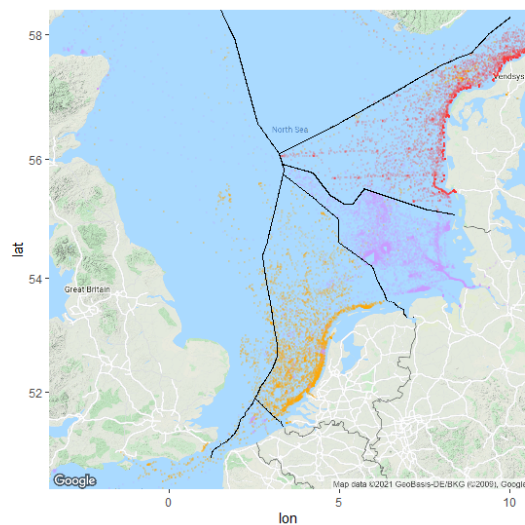 58
56
54
52
lat
North Sea
Vendsys
Great Britain
Google
Map data ©2021 GeoBasis-DE/BKG (©2009), Google
0
5
10
lon